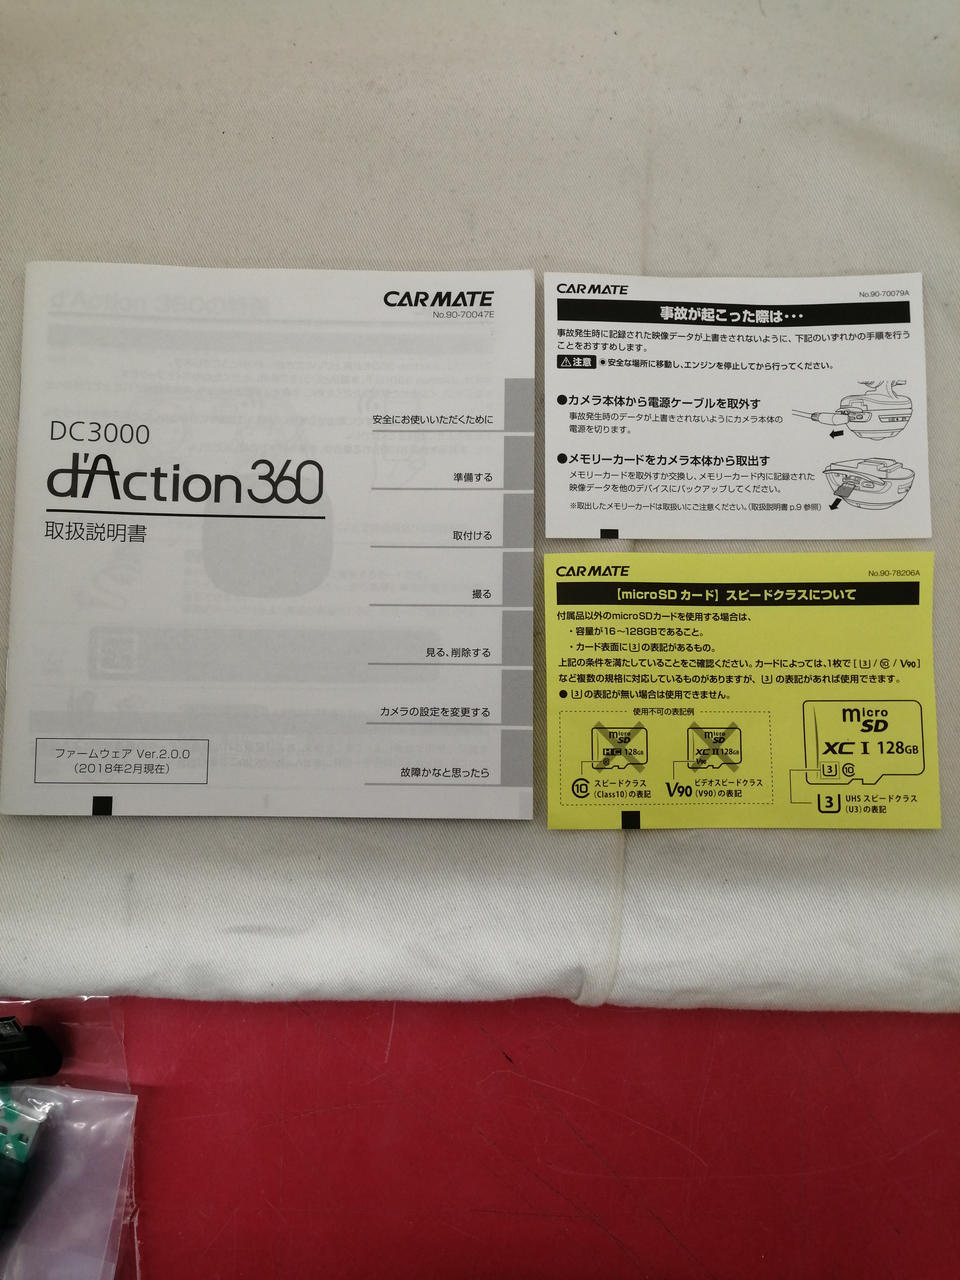 CARMATE
No.90-70047E
DC3000
d'Action360
取扱説明書
安全にお使いいただくために
準備する
取付ける
撮る
見る、削除する
カメラの設定を変更する
故障かなと思ったら
ファームウェア Ver.2.0.0
（2018年2月現在）
CARMATE
No.90-70079A
事故が起こった際は・・・
事故発生時に記録された映像データが上書きされないように、下記のいずれかの手順を行う
ことをおすすめします。
注意 ●安全な場所に移動し、エンジンを停止してから行ってください。
●カメラ本体から電源ケーブルを取外す
事故発生時のデータが上書きされないようにカメラ本体の
電源を切ります。
●メモリーカードをカメラ本体から取出す
メモリーカードを取外すか交換し、メモリーカード内に記録された
映像データを他のデバイスにバックアップしてください。
※取出したメモリーカードは取扱いにご注意ください。（取扱説明書 p.9 参照）
CARMATE
No.90-78206A
【microSD カード】スピードクラスについて
付属品以外のmicroSDカードを使用する場合は、
・容量が16～128GBであること。
・カード表面に 3 の表記があるもの。
上記の条件を満たしていることをご確認ください。カードによっては、1枚で [ 3 / 10 / V90 ]
など複数の規格に対応しているものがありますが、 3 の表記があれば使用できます。
● 3 の表記が無い場合は使用できません。
使用不可の表記例
micro SD
HC 128GB
10
10 スピードクラス
（Class10）の表記
micro SD
XC II 128GB
V90
V90 ビデオスピードクラス
（V90）の表記
micro SD
XC I 128GB
3 10
3 UHS スピードクラス
（U3）の表記